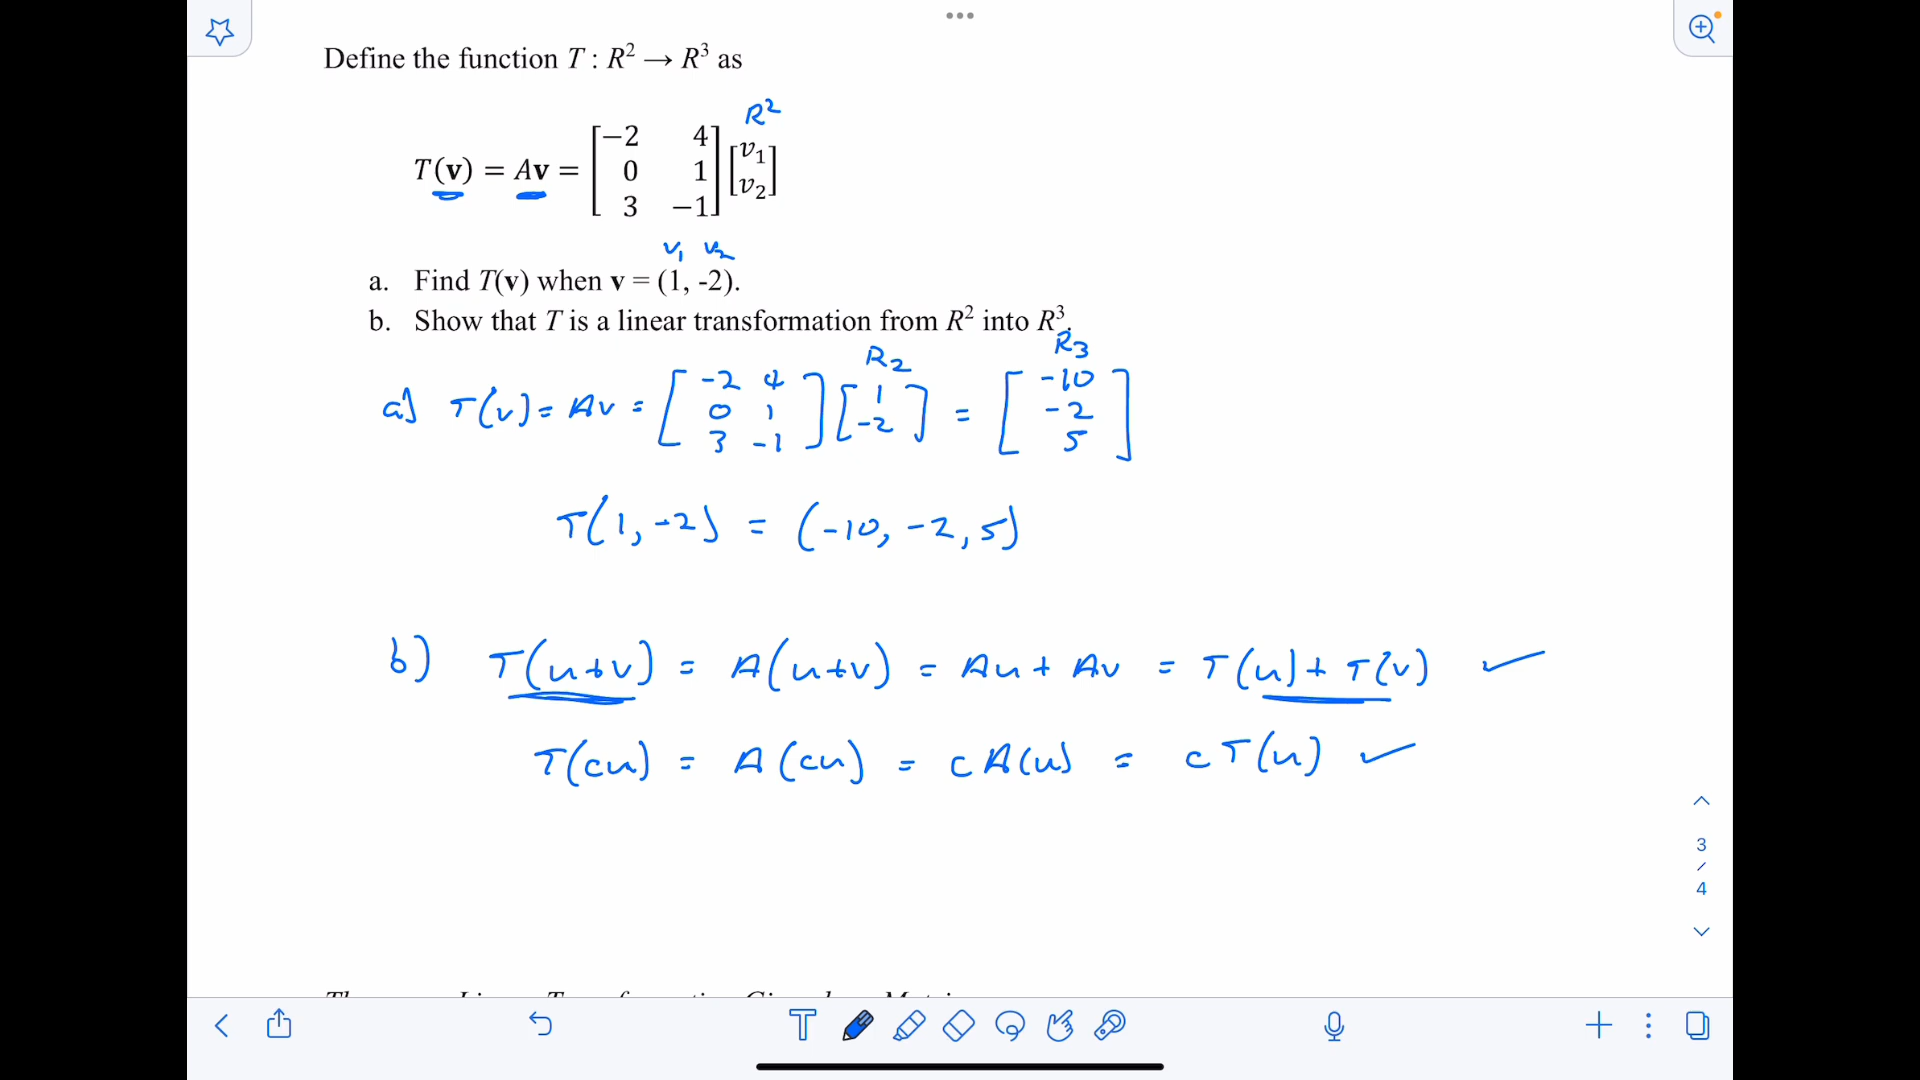 Define the function T : R² → R³ as
R²
T(v) = Av = [−2 4; 0 1; 3 −1] [v₁; v₂]
v₁ v₂
a. Find T(v) when v = (1, -2).
b. Show that T is a linear transformation from R² into R³.
R₂ R3
a) T(v) = Av = [-2 4; 0 1; 3 -1] [1; -2] = [-10; -2; 5]
T(1, -2) = (-10, -2, 5)
b) T(u+v) = A(u+v) = Au + Av = T(u) + T(v) ✓
T(cu) = A(cu) = cA(u) = cT(u) ✓
3
/
4
T